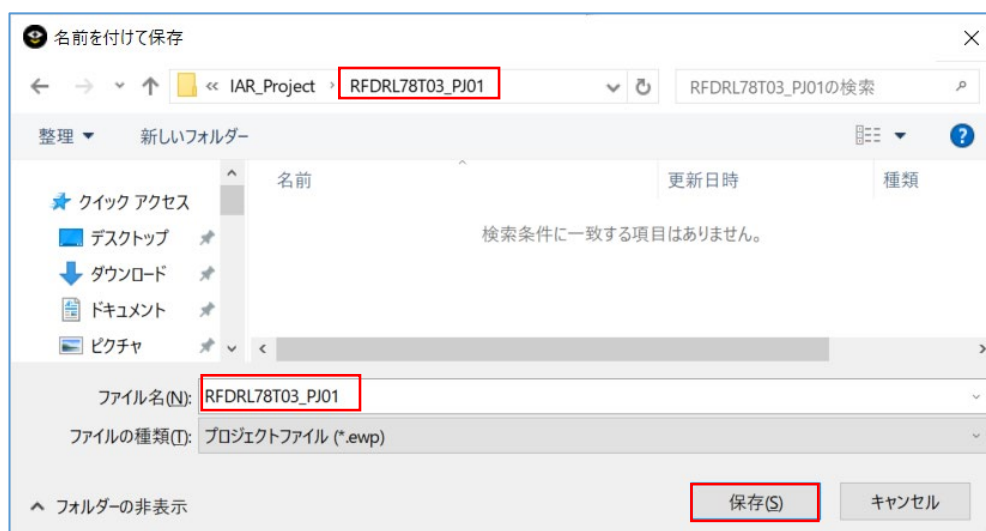 名前を付けて保存
« IAR_Project › RFDRL78T03_PJ01
RFDRL78T03_PJ01の検索
整理
新しいフォルダー
名前
更新日時
種類
クイック アクセス
デスクトップ
ダウンロード
ドキュメント
ピクチャ
検索条件に一致する項目はありません。
ファイル名(N): RFDRL78T03_PJ01
ファイルの種類(T): プロジェクトファイル (*.ewp)
フォルダーの非表示
保存(S)
キャンセル